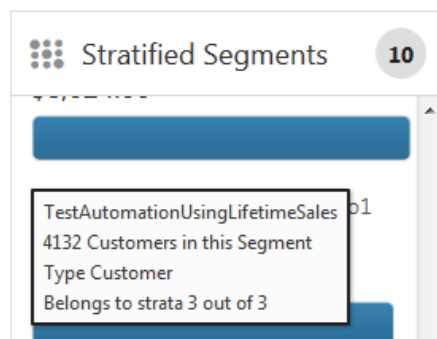 Stratified Segments 10
TestAutomationUsingLifetimeSales
4132 Customers in this Segment
Type Customer
Belongs to strata 3 out of 3